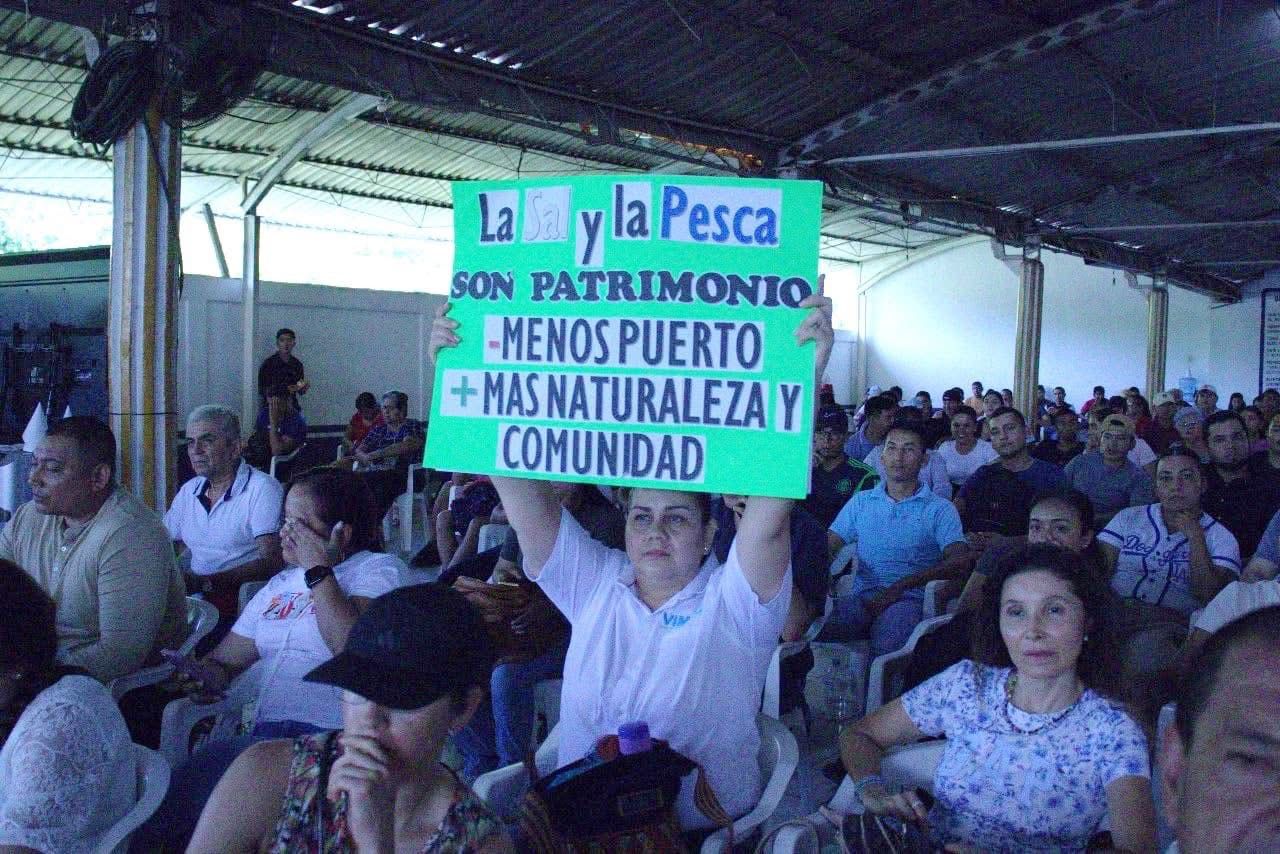 La Sal y la Pesca
SON PATRIMONIO
-MENOS PUERTO
+ MAS NATURALEZA Y
COMUNIDAD